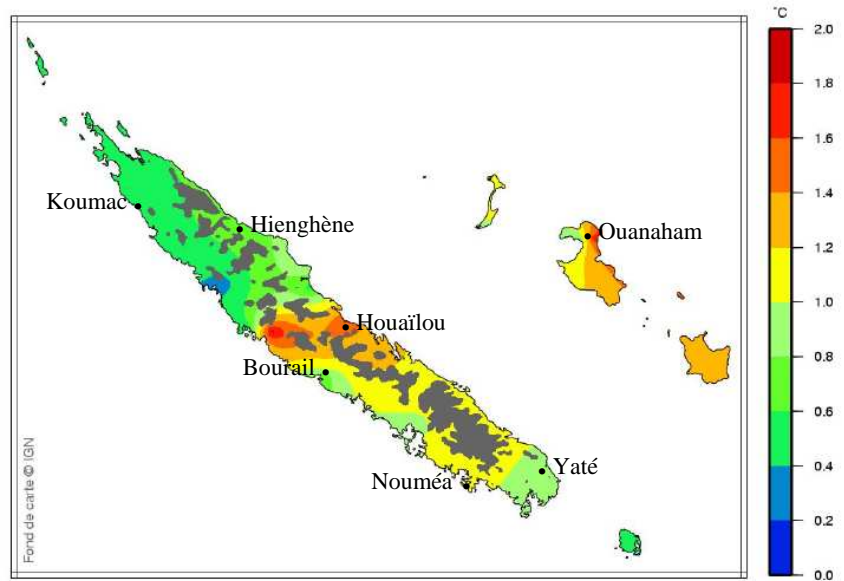 °C
2.0
1.8
1.6
1.4
1.2
1.0
0.8
0.6
0.4
0.2
0.0
Koumac
Hienghène
Ouanaham
Houaïlou
Bourail
Nouméa
Yaté
Fond de carte © IGN